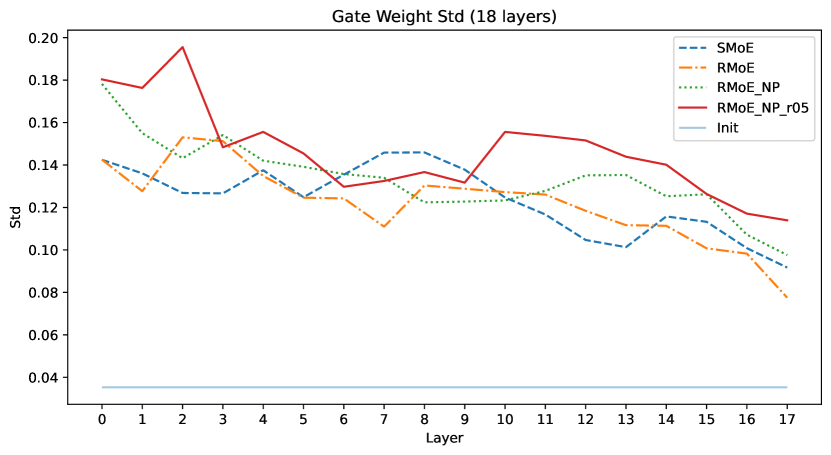 Gate Weight Std (18 layers)
0.20
0.18
0.16
0.14
0.12
0.10
0.08
0.06
0.04
Std
SMoE
RMoE
RMoE_NP
RMoE_NP_r05
Init
0 1 2 3 4 5 6 7 8 9 10 11 12 13 14 15 16 17
Layer